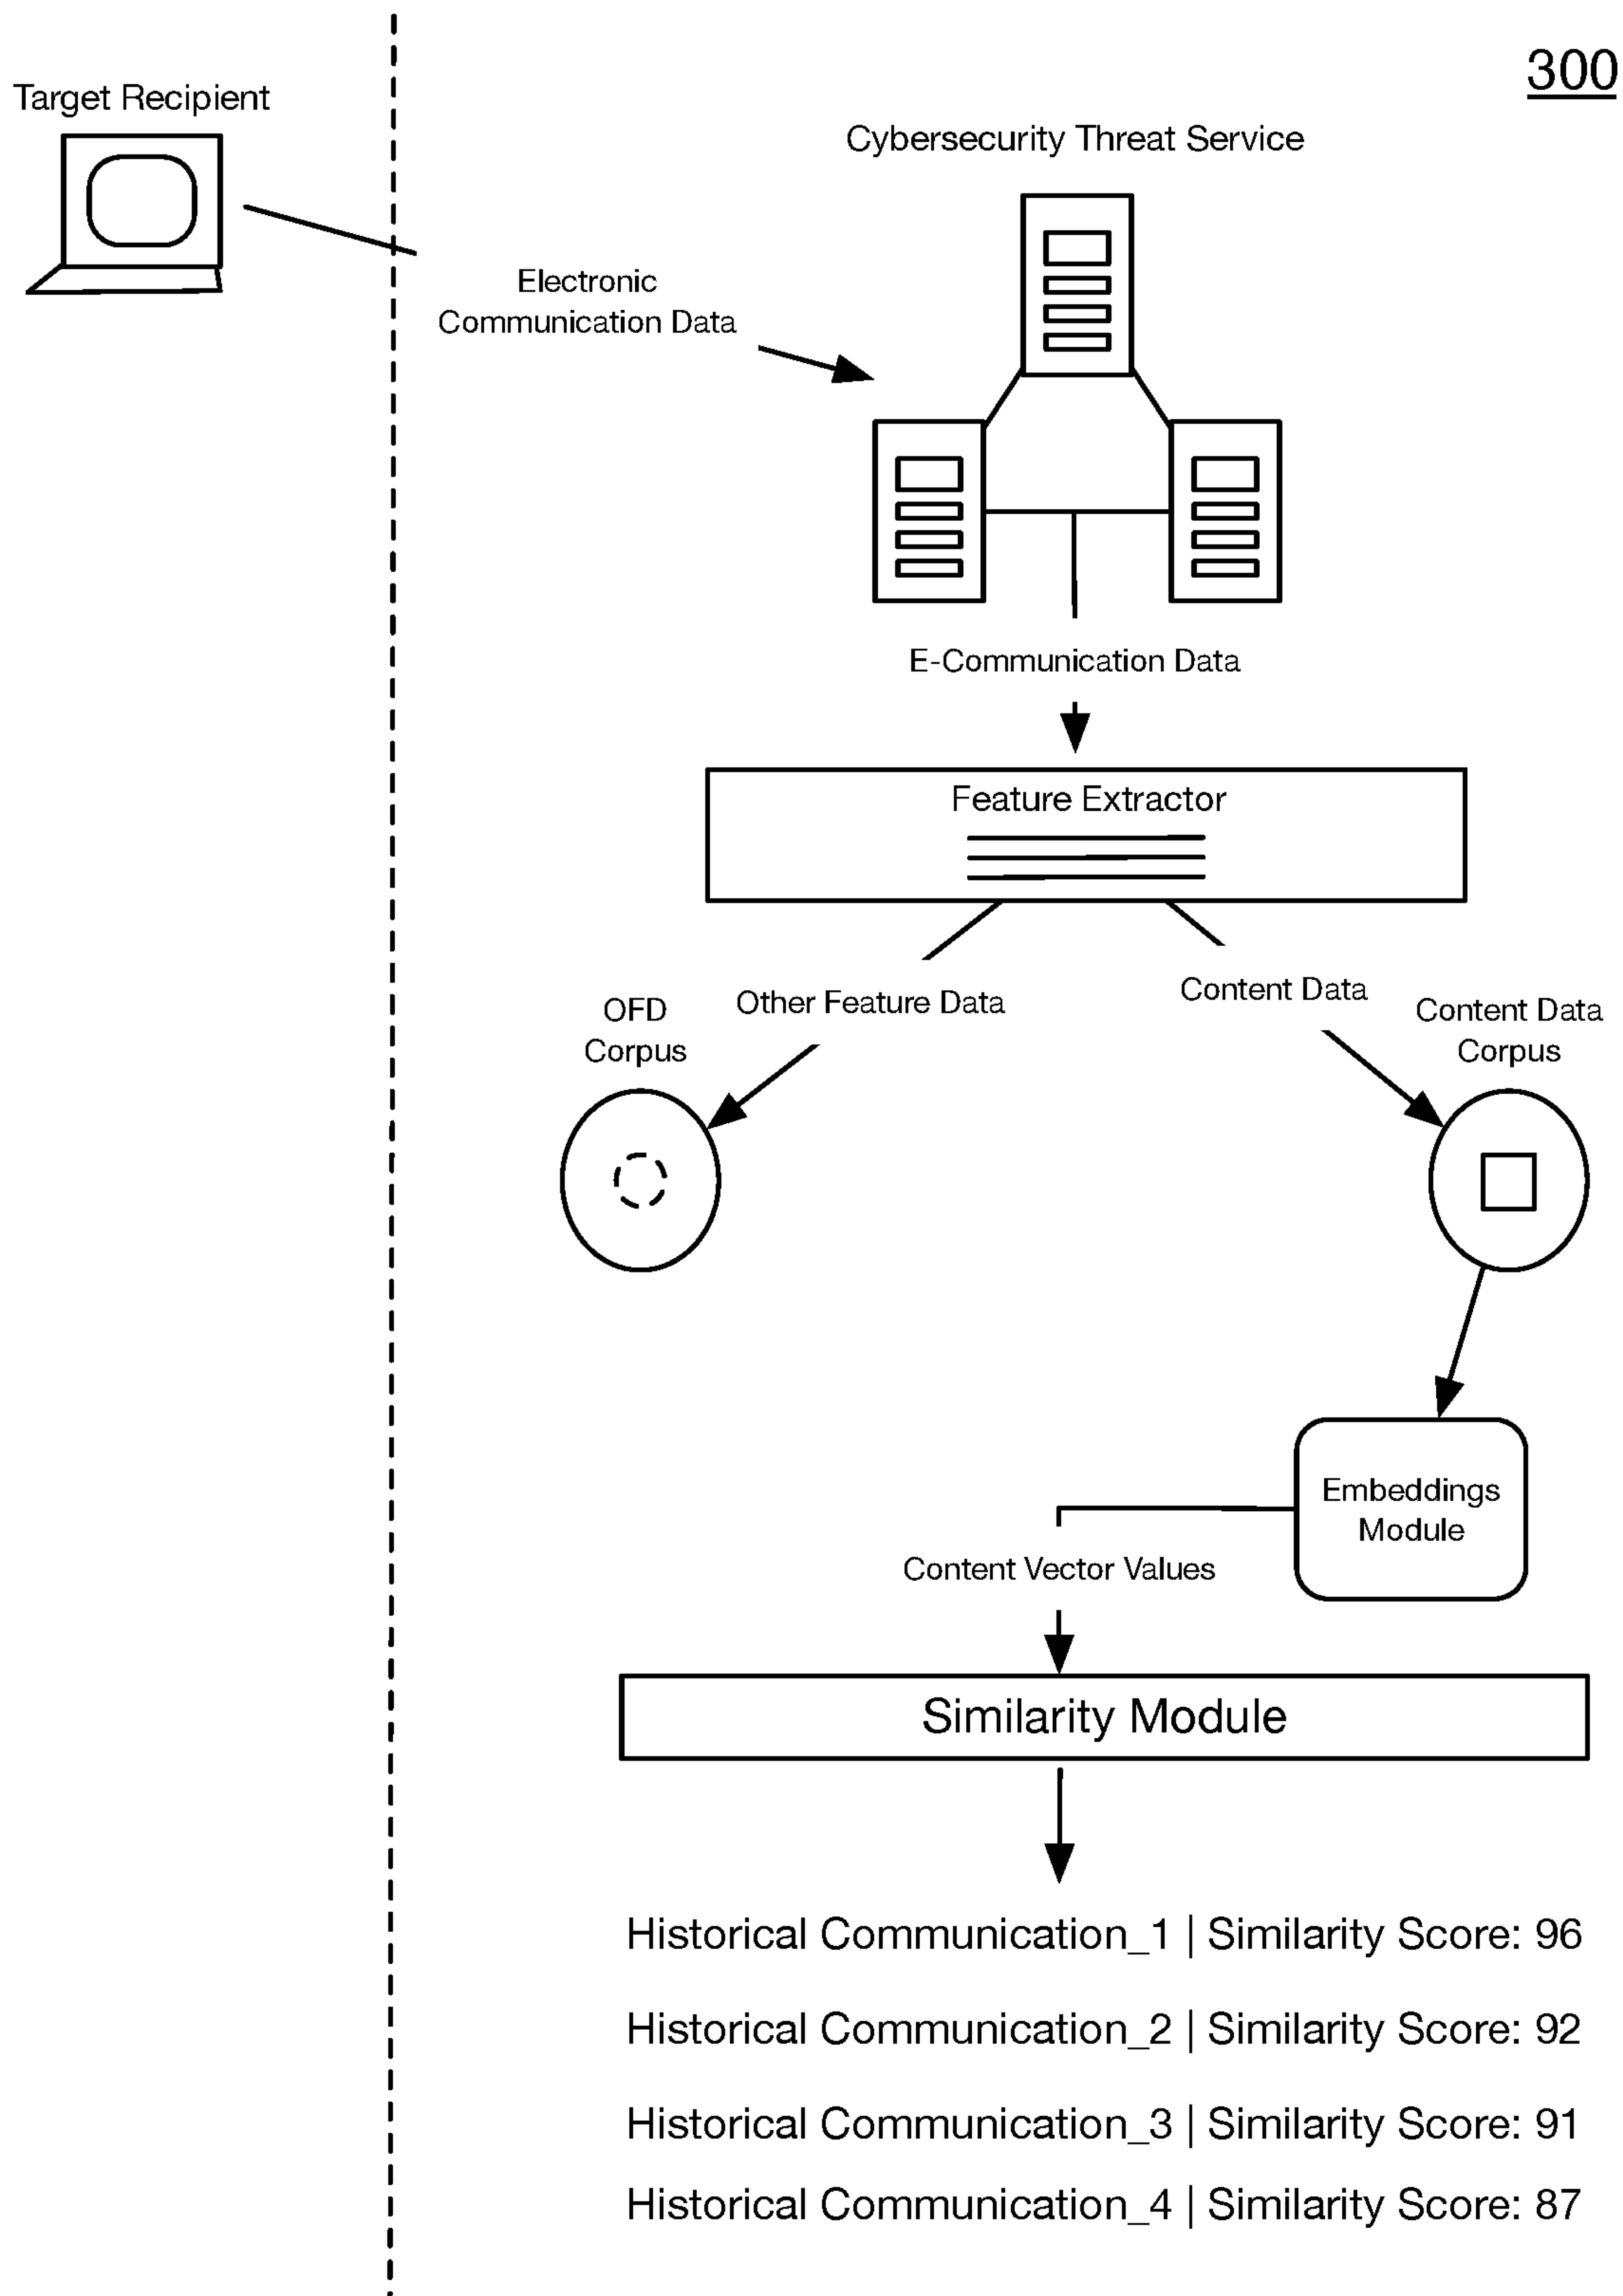 300
Target Recipient
Cybersecurity Threat Service
Electronic
Communication Data
E-Communication Data
Feature Extractor
Other Feature Data
Content Data
OFD
Corpus
Content Data
Corpus
Embeddings
Module
Content Vector Values
Similarity Module
Historical Communication_1 | Similarity Score: 96
Historical Communication_2 | Similarity Score: 92
Historical Communication_3 | Similarity Score: 91
Historical Communication_4 | Similarity Score: 87